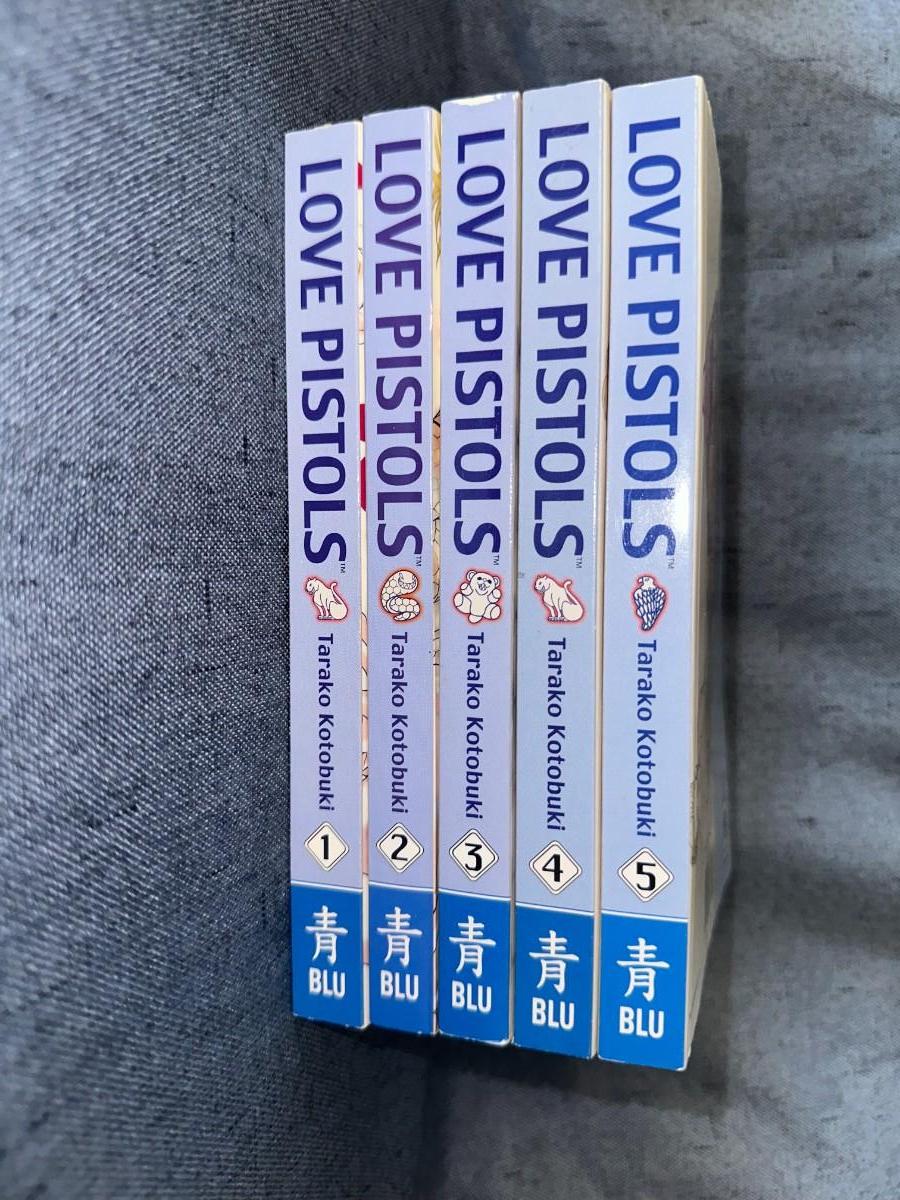 LOVE PISTOLS™ Tarako Kotobuki 1
青
BLU
LOVE PISTOLS™ Tarako Kotobuki 2
青
BLU
LOVE PISTOLS™ Tarako Kotobuki 3
青
BLU
LOVE PISTOLS™ Tarako Kotobuki 4
青
BLU
LOVE PISTOLS™ Tarako Kotobuki 5
青
BLU